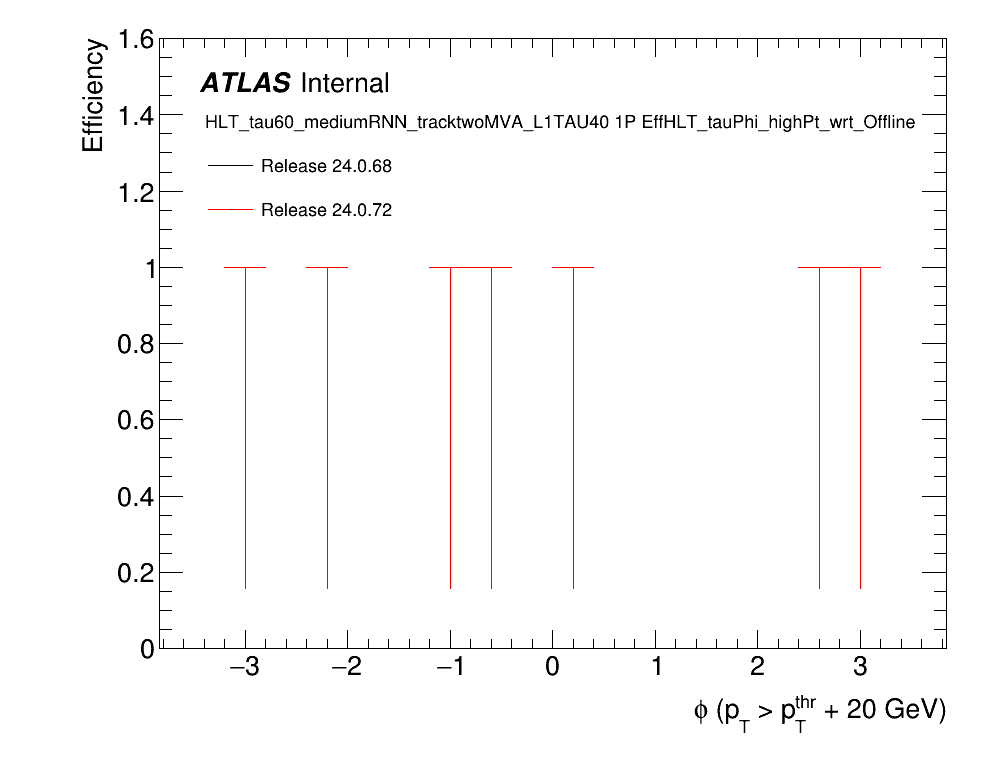 Efficiency
1.6
1.4
1.2
1
0.8
0.6
0.4
0.2
0
ATLAS Internal
HLT_tau60_mediumRNN_tracktwoMVA_L1TAU40 1P EffHLT_tauPhi_highPt_wrt_Offline
Release 24.0.68
Release 24.0.72
−3 −2 −1 0 1 2 3
ϕ (p_T > p_T^thr + 20 GeV)